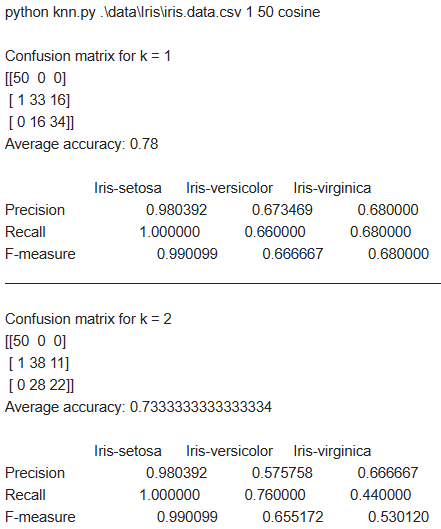 python knn.py .\data\Iris\iris.data.csv 1 50 cosine
Confusion matrix for k = 1
[[50 0 0]
[ 1 33 16]
[ 0 16 34]]
Average accuracy: 0.78
Iris-setosa Iris-versicolor Iris-virginica
Precision 0.980392 0.673469 0.680000
Recall 1.000000 0.660000 0.680000
F-measure 0.990099 0.666667 0.680000
Confusion matrix for k = 2
[[50 0 0]
[ 1 38 11]
[ 0 28 22]]
Average accuracy: 0.7333333333333334
Iris-setosa Iris-versicolor Iris-virginica
Precision 0.980392 0.575758 0.666667
Recall 1.000000 0.760000 0.440000
F-measure 0.990099 0.655172 0.530120